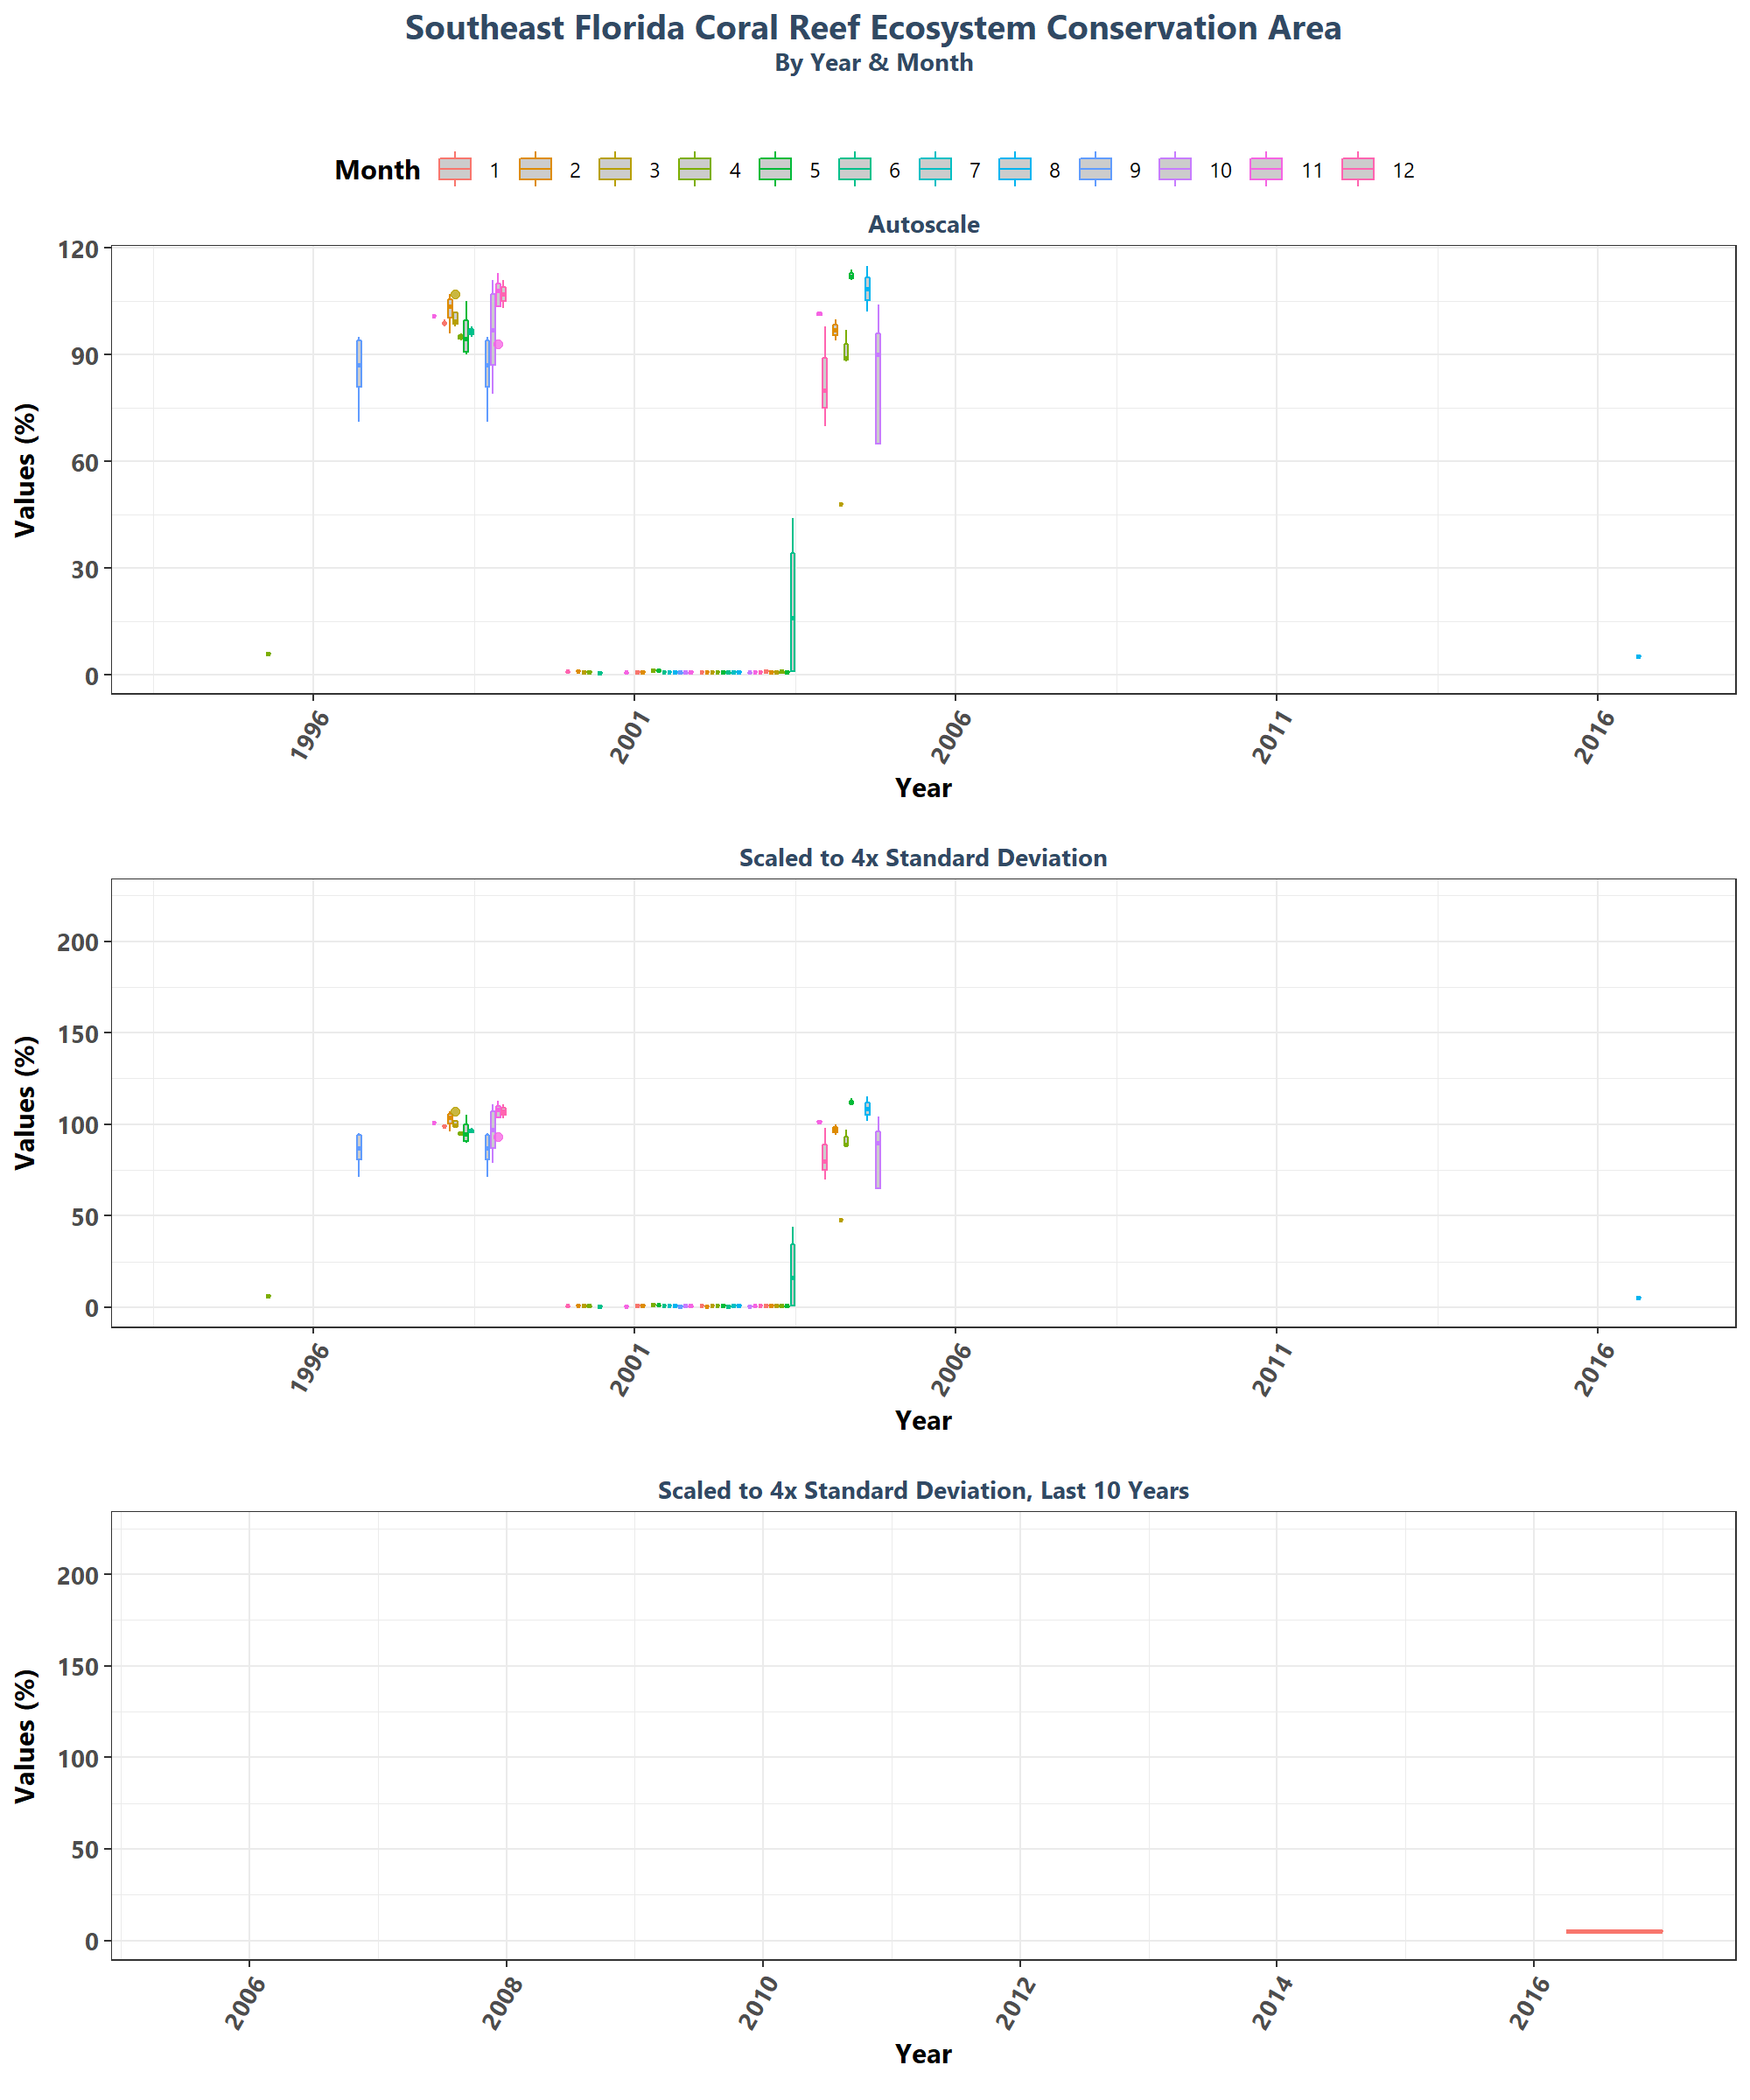 Southeast Florida Coral Reef Ecosystem Conservation Area
By Year & Month
Month 1 2 3 4 5 6 7 8 9 10 11 12
Autoscale
120
90
60
30
0
Values (%)
1996 2001 2006 2011 2016
Year
Scaled to 4x Standard Deviation
200
150
100
50
0
Values (%)
1996 2001 2006 2011 2016
Year
Scaled to 4x Standard Deviation, Last 10 Years
200
150
100
50
0
Values (%)
2006 2008 2010 2012 2014 2016
Year